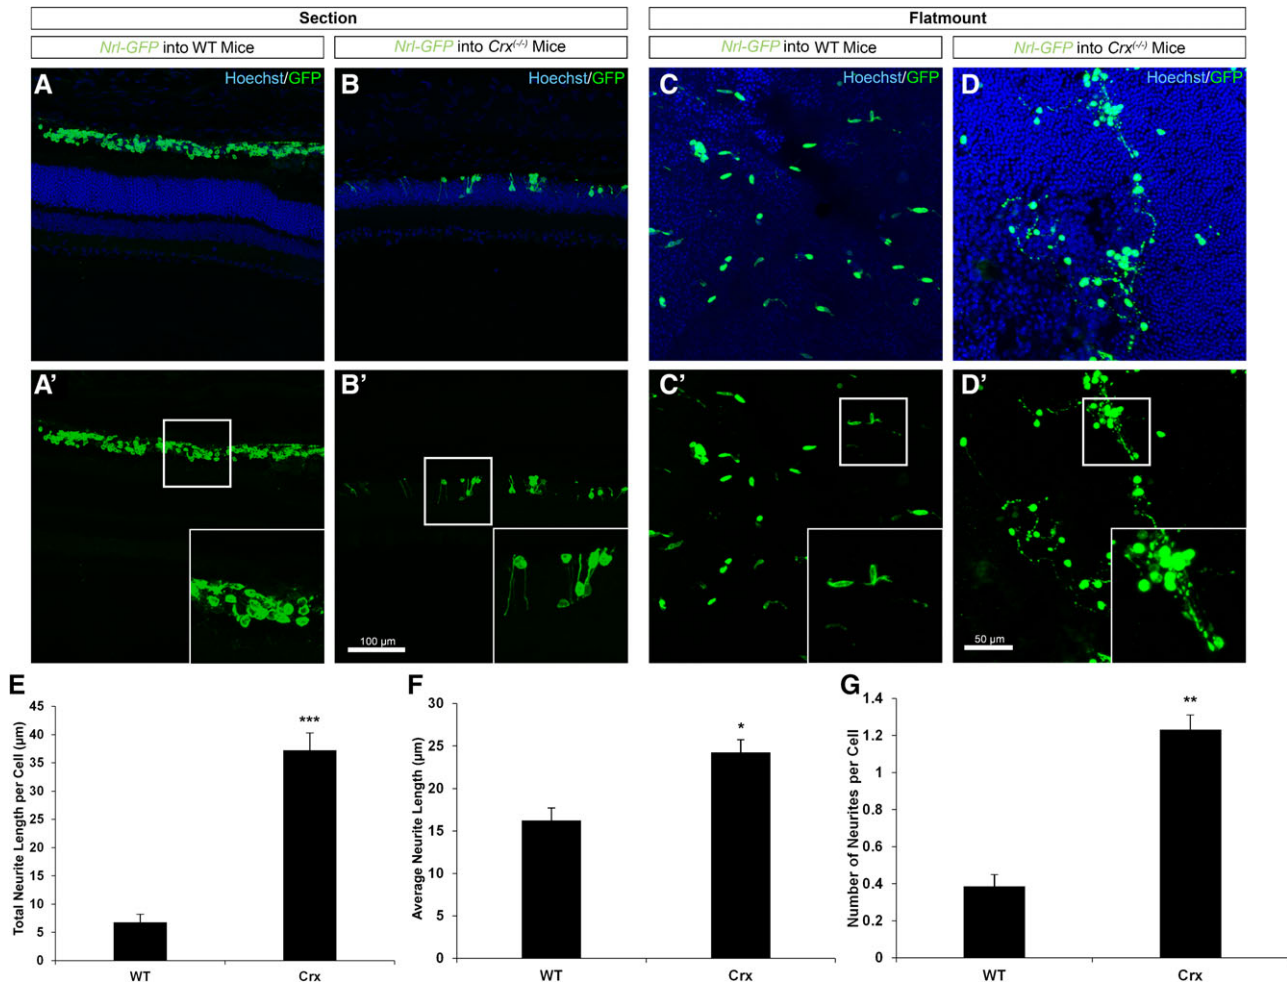 Section
Flatmount
Nrl-GFP into WT Mice
Nrl-GFP into Crx(-/-) Mice
Nrl-GFP into WT Mice
Nrl-GFP into Crx(-/-) Mice
A
Hoechst/GFP
B
Hoechst/GFP
C
Hoechst/GFP
D
Hoechst/GFP
A'
B'
100 µm
C'
D'
50 µm
E
Total Neurite Length per Cell (µm)
45
40
35
30
25
20
15
10
5
0
***
WT
Crx
F
Average Neurite Length (µm)
30
25
20
15
10
5
0
*
WT
Crx
G
Number of Neurites per Cell
1.4
1.2
1
0.8
0.6
0.4
0.2
0
**
WT
Crx